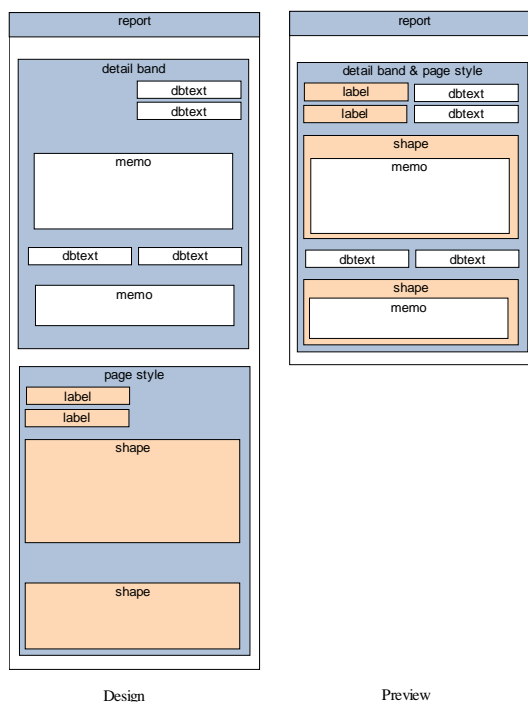 report
detail band
dbtext
dbtext
memo
dbtext dbtext
memo
page style
label
label
shape
shape
Design
report
detail band & page style
label dbtext
label dbtext
shape
memo
dbtext dbtext
shape
memo
Preview